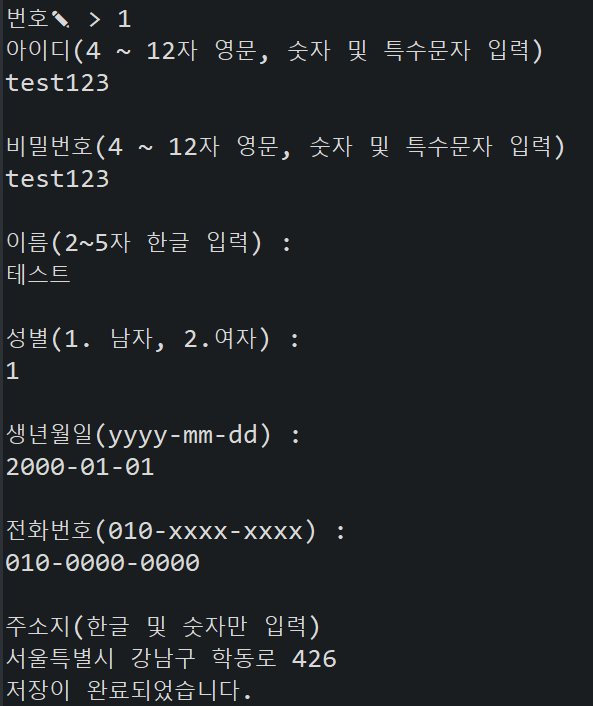 번호✏️ > 1
아이디(4 ~ 12자 영문, 숫자 및 특수문자 입력)
test123
비밀번호(4 ~ 12자 영문, 숫자 및 특수문자 입력)
test123
이름(2~5자 한글 입력) :
테스트
성별(1. 남자, 2.여자) :
1
생년월일(yyyy-mm-dd) :
2000-01-01
전화번호(010-xxxx-xxxx) :
010-0000-0000
주소지(한글 및 숫자만 입력)
서울특별시 강남구 학동로 426
저장이 완료되었습니다.